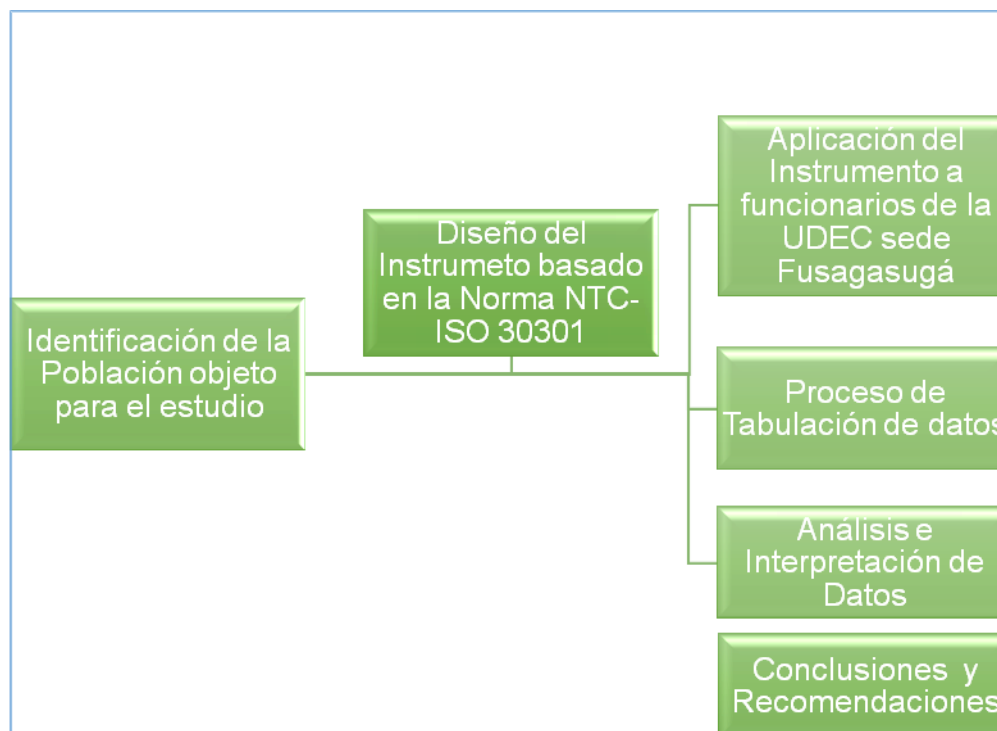 Identificación de la
Población objeto
para el estudio
Diseño del
Instrumeto basado
en la Norma NTC-
ISO 30301
Aplicación del
Instrumento a
funcionarios de la
UDEC sede
Fusagasugá
Proceso de
Tabulación de datos
Análisis e
Interpretación de
Datos
Conclusiones y
Recomendaciones